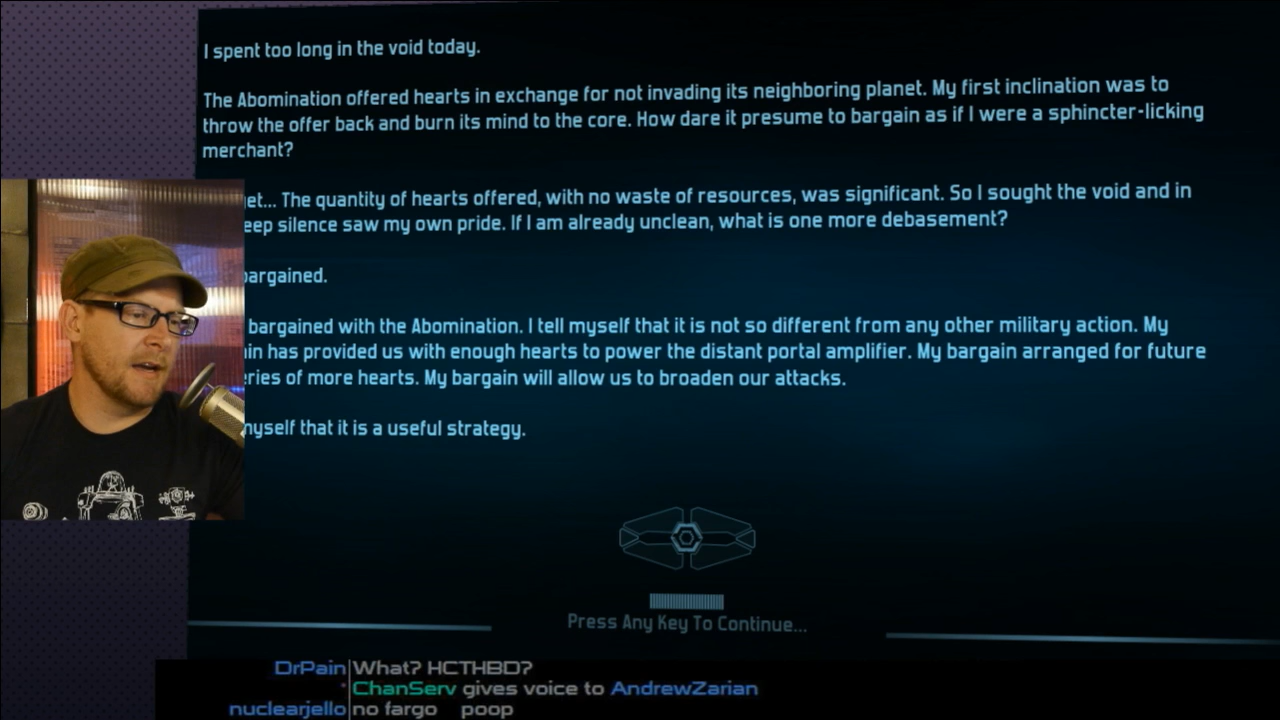 I spent too long in the void today.
The Abomination offered hearts in exchange for not invading its neighboring planet. My first inclination was to
throw the offer back and burn its mind to the core. How dare it presume to bargain as if I were a sphincter-licking
merchant?
The quantity of hearts offered, with no waste of resources, was significant. So I sought the void and in
silence saw my own pride. If I am already unclean, what is one more debasement?
bargained.
bargained with the Abomination. I tell myself that it is not so different from any other military action. My
has provided us with enough hearts to power the distant portal amplifier. My bargain arranged for future
of more hearts. My bargain will allow us to broaden our attacks.
myself that it is a useful strategy.
Press Any Key To Continue...
DrPain What? HCTHBD?
ChanServ gives voice to AndrewZarian
nuclearjello no fargo poop